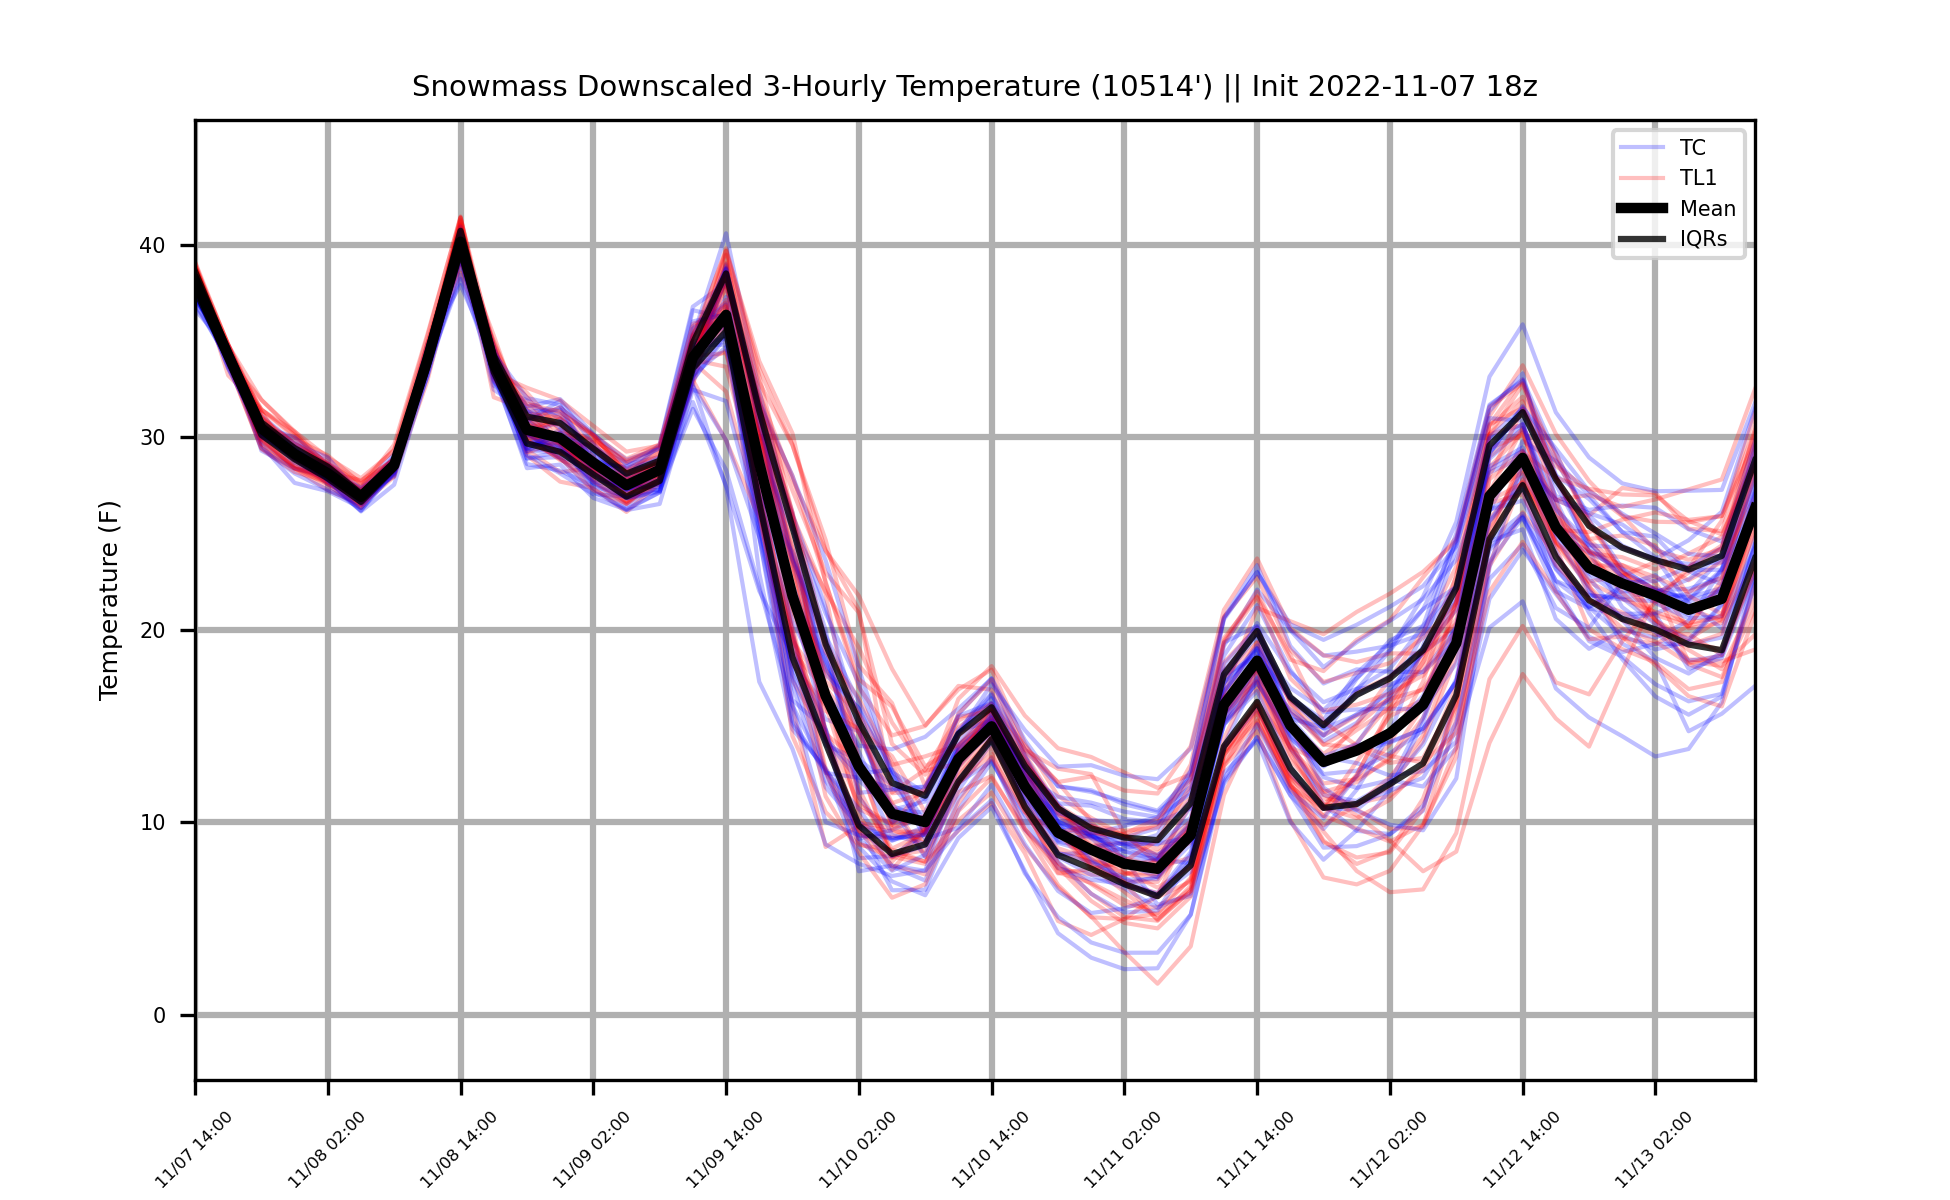 Snowmass Downscaled 3-Hourly Temperature (10514') || Init 2022-11-07 18z
TC
TL1
Mean
IQRs
Temperature (F)
40
30
20
10
0
11/07 14:00
11/08 02:00
11/08 14:00
11/09 02:00
11/09 14:00
11/10 02:00
11/10 14:00
11/11 02:00
11/11 14:00
11/12 02:00
11/12 14:00
11/13 02:00